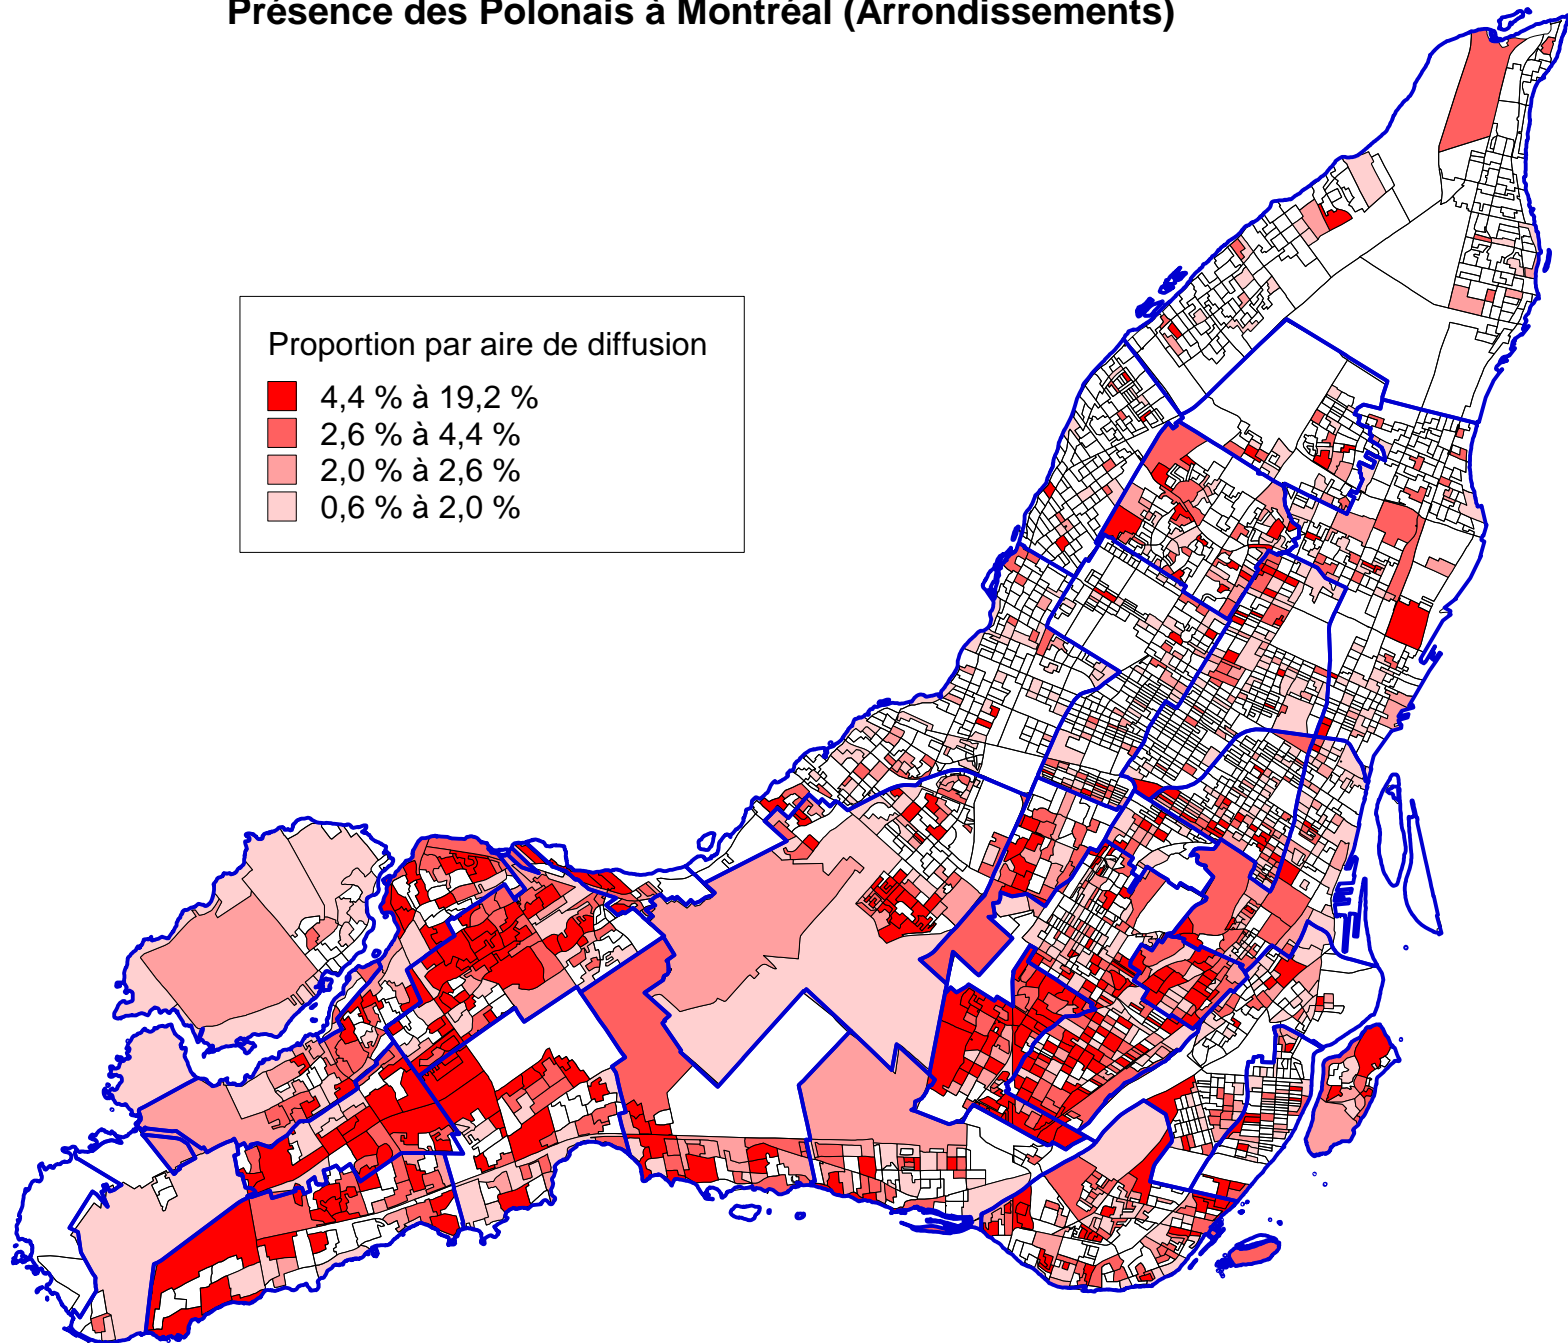 Présence des Polonais à Montréal (Arrondissements)
Proportion par aire de diffusion
4,4 % à 19,2 %
2,6 % à 4,4 %
2,0 % à 2,6 %
0,6 % à 2,0 %